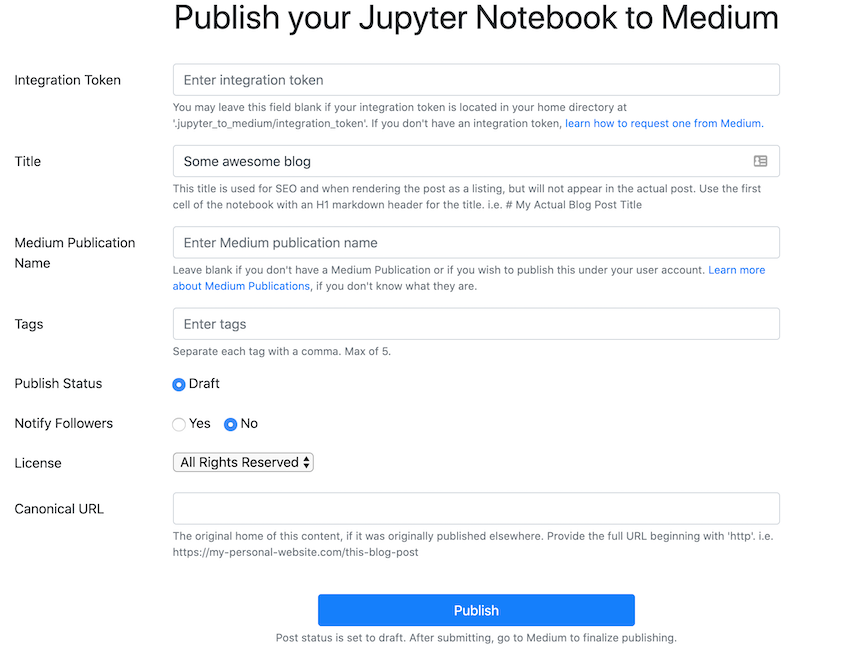 Publish your Jupyter Notebook to Medium
Integration Token
Enter integration token
You may leave this field blank if your integration token is located in your home directory at
'.jupyter_to_medium/integration_token'. If you don't have an integration token, learn how to request one from Medium.
Title
Some awesome blog
This title is used for SEO and when rendering the post as a listing, but will not appear in the actual post. Use the first
cell of the notebook with an H1 markdown header for the title. i.e. # My Actual Blog Post Title
Medium Publication
Name
Enter Medium publication name
Leave blank if you don't have a Medium Publication or if you wish to publish this under your user account. Learn more
about Medium Publications, if you don't know what they are.
Tags
Enter tags
Separate each tag with a comma. Max of 5.
Publish Status
Draft
Notify Followers
Yes No
License
All Rights Reserved
Canonical URL
The original home of this content, if it was originally published elsewhere. Provide the full URL beginning with 'http'. i.e.
https://my-personal-website.com/this-blog-post
Publish
Post status is set to draft. After submitting, go to Medium to finalize publishing.